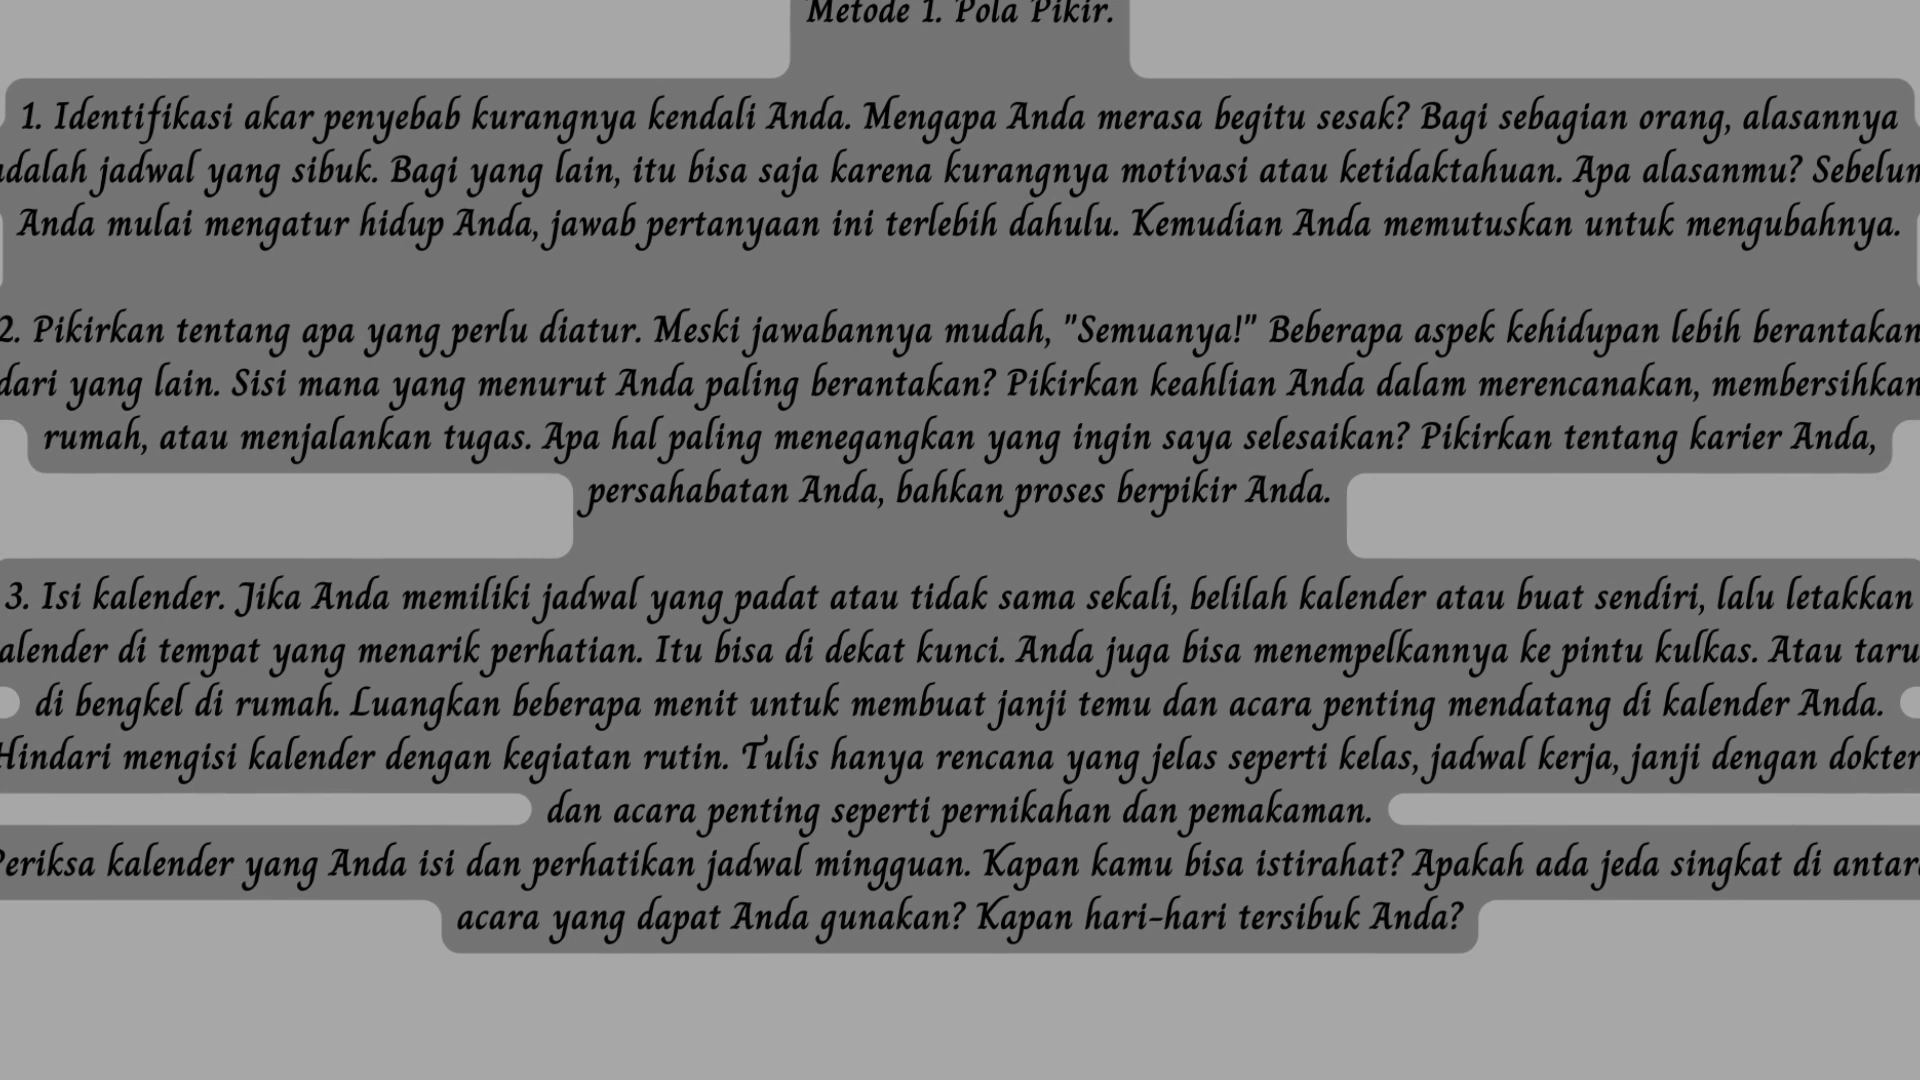 Metode 1. Pola Pikir.
1. Identifikasi akar penyebab kurangnya kendali Anda. Mengapa Anda merasa begitu sesak? Bagi sebagian orang, alasannya
adalah jadwal yang sibuk. Bagi yang lain, itu bisa saja karena kurangnya motivasi atau ketidaktahuan. Apa alasanmu? Sebelum
Anda mulai mengatur hidup Anda, jawab pertanyaan ini terlebih dahulu. Kemudian Anda memutuskan untuk mengubahnya.
2. Pikirkan tentang apa yang perlu diatur. Meski jawabannya mudah, "Semuanya!" Beberapa aspek kehidupan lebih berantakan
dari yang lain. Sisi mana yang menurut Anda paling berantakan? Pikirkan keahlian Anda dalam merencanakan, membersihkan
rumah, atau menjalankan tugas. Apa hal paling menegangkan yang ingin saya selesaikan? Pikirkan tentang karier Anda,
persahabatan Anda, bahkan proses berpikir Anda.
3. Isi kalender. Jika Anda memiliki jadwal yang padat atau tidak sama sekali, belilah kalender atau buat sendiri, lalu letakkan
alender di tempat yang menarik perhatian. Itu bisa di dekat kunci. Anda juga bisa menempelkannya ke pintu kulkas. Atau taru
di bengkel di rumah. Luangkan beberapa menit untuk membuat janji temu dan acara penting mendatang di kalender Anda.
Hindari mengisi kalender dengan kegiatan rutin. Tulis hanya rencana yang jelas seperti kelas, jadwal kerja, janji dengan dokter
dan acara penting seperti pernikahan dan pemakaman.
Periksa kalender yang Anda isi dan perhatikan jadwal mingguan. Kapan kamu bisa istirahat? Apakah ada jeda singkat di antara
acara yang dapat Anda gunakan? Kapan hari-hari tersibuk Anda?